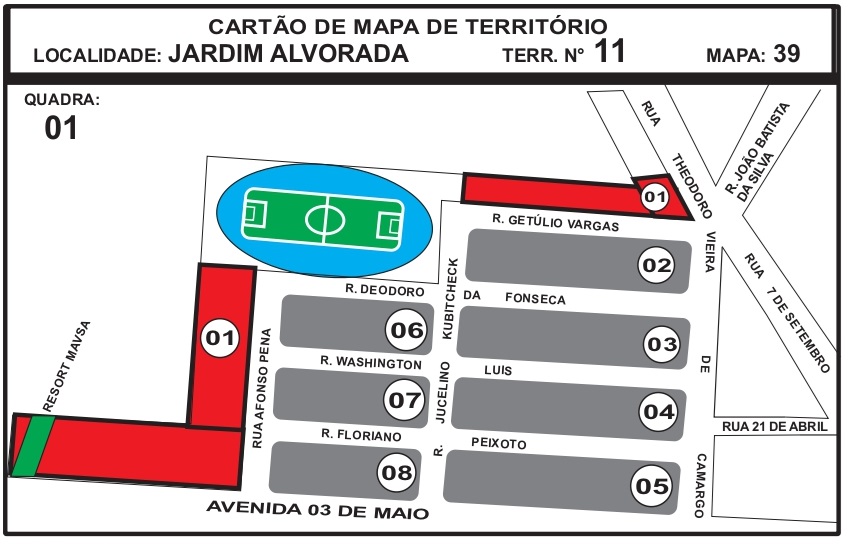 CARTÃO DE MAPA DE TERRITÓRIO
LOCALIDADE: JARDIM ALVORADA TERR. N° 11 MAPA: 39
QUADRA:
01
RUA THEODORO VIEIRA DE CAMARGO
R. JOÃO BATISTA
DA SILVA
01
R. GETÚLIO VARGAS
02
RUA 7 DE SETEMBRO
R. DEODORO DA FONSECA
R. JUCELINO KUBITCHECK
01
06
03
RESORT MAVSA
RUA AFONSO PENA
R. WASHINGTON LUIS
07
04
RUA 21 DE ABRIL
R. FLORIANO PEIXOTO
08
05
AVENIDA 03 DE MAIO